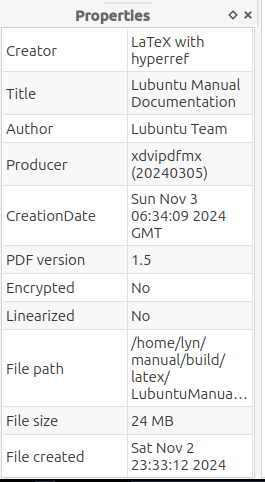 Properties
Creator
LaTeX with
hyperref
Title
Lubuntu Manual
Documentation
Author
Lubuntu Team
Producer
xdvipdfmx
(20240305)
CreationDate
Sun Nov 3
06:34:09 2024
GMT
PDF version
1.5
Encrypted
No
Linearized
No
File path
/home/lyn/
manual/build/
latex/
LubuntuManua…
File size
24 MB
File created
Sat Nov 2
23:33:12 2024